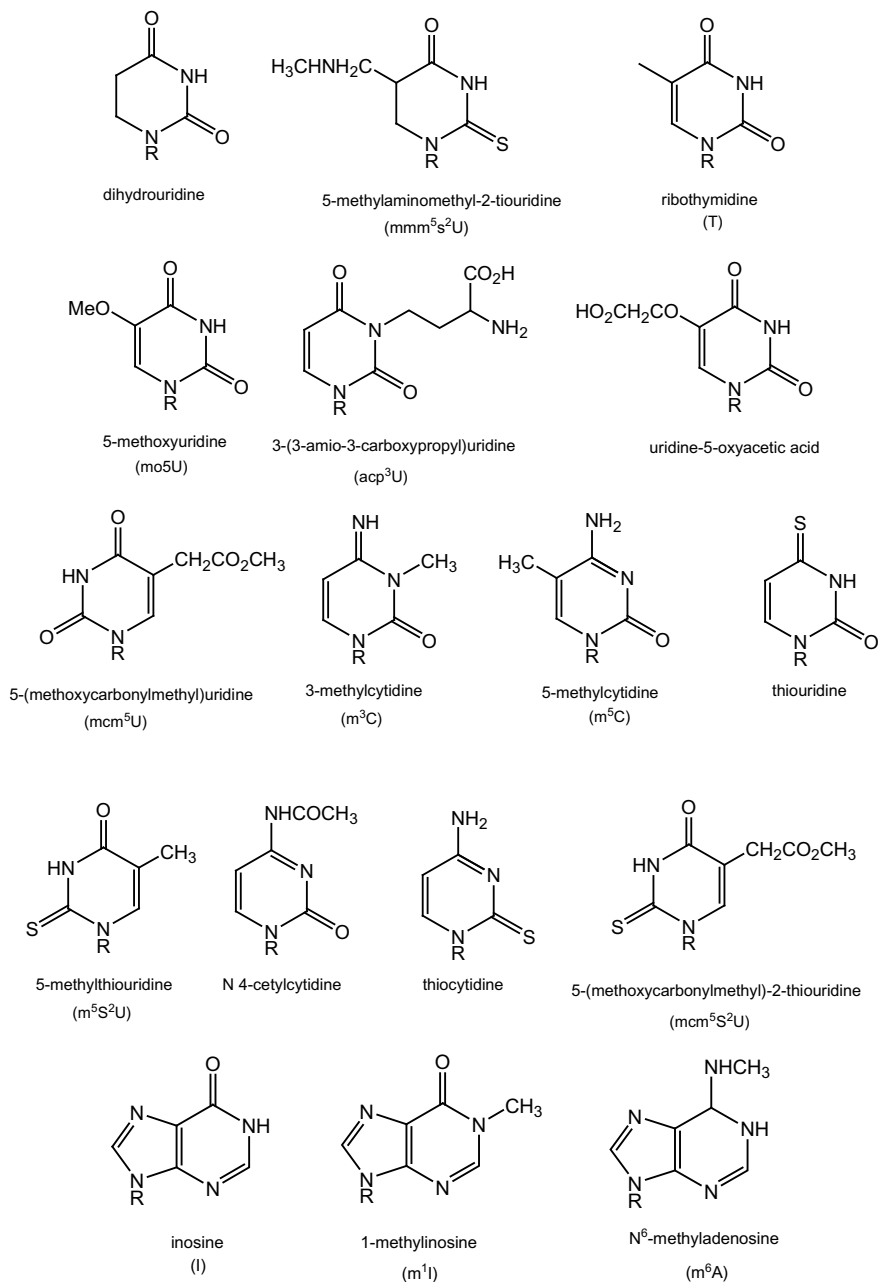 O
NH
N
O
R
dihydrouridine
H₃CHNH₂C
O
NH
N
S
R
5-methylaminomethyl-2-tiouridine
(mmm⁵s²U)
O
NH
N
O
R
ribothymidine
(T)
O
MeO
NH
N
O
R
5-methoxyuridine
(mo5U)
O
CO₂H
N
NH₂
N
O
R
3-(3-amio-3-carboxypropyl)uridine
(acp³U)
O
HO₂CH₂CO
NH
N
O
R
uridine-5-oxyacetic acid
O
CH₂CO₂CH₃
HN
O
N
R
5-(methoxycarbonylmethyl)uridine
(mcm⁵U)
NH
CH₃
N
N
O
R
3-methylcytidine
(m³C)
NH₂
H₃C
N
N
O
R
5-methylcytidine
(m⁵C)
S
NH
N
O
R
thiouridine
O
CH₃
HN
S
N
R
5-methylthiouridine
(m⁵S²U)
NHCOCH₃
N
N
O
R
N 4-cetylcytidine
NH₂
N
N
S
R
thiocytidine
O
CH₂CO₂CH₃
HN
S
N
R
5-(methoxycarbonylmethyl)-2-thiouridine
(mcm⁵S²U)
O
N
NH
N
N
R
inosine
(I)
O
N
N
CH₃
N
N
R
1-methylinosine
(m¹I)
NHCH₃
N
NH
N
N
R
N⁶-methyladenosine
(m⁶A)